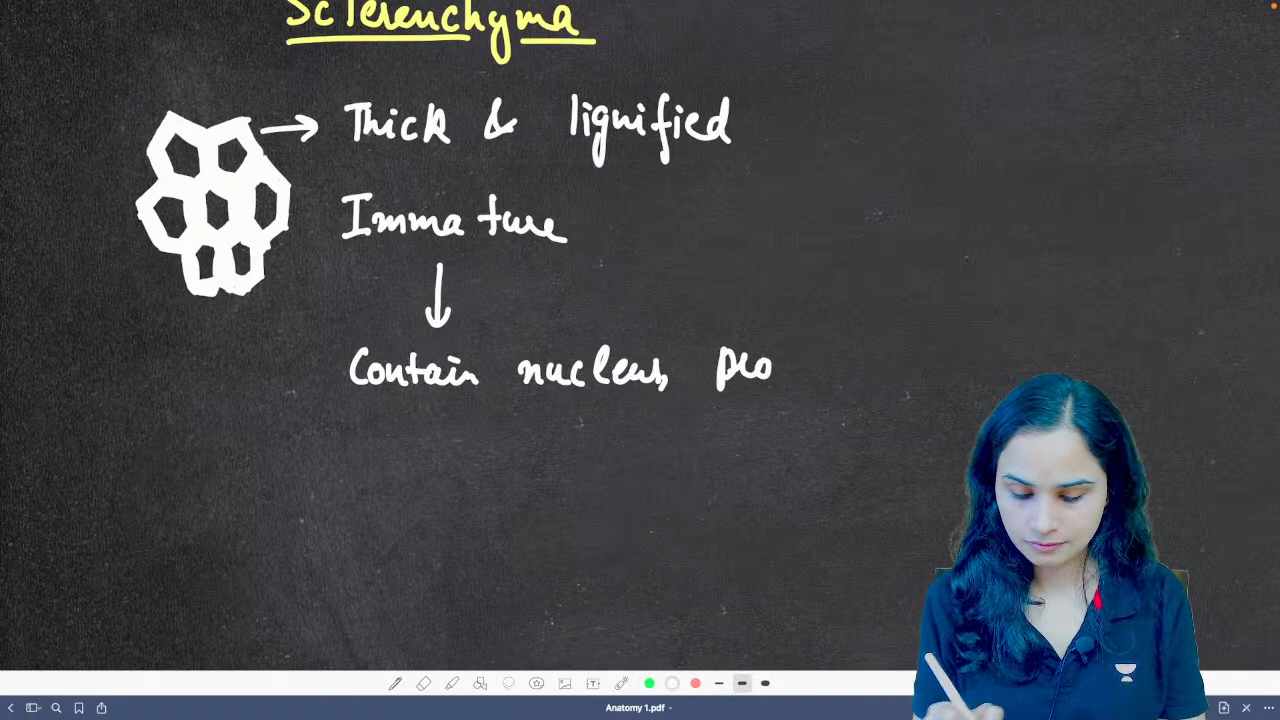 Sclerenchyma
Thick & lignified
Immature
Contain nucleus, pro
Anatomy 1.pdf